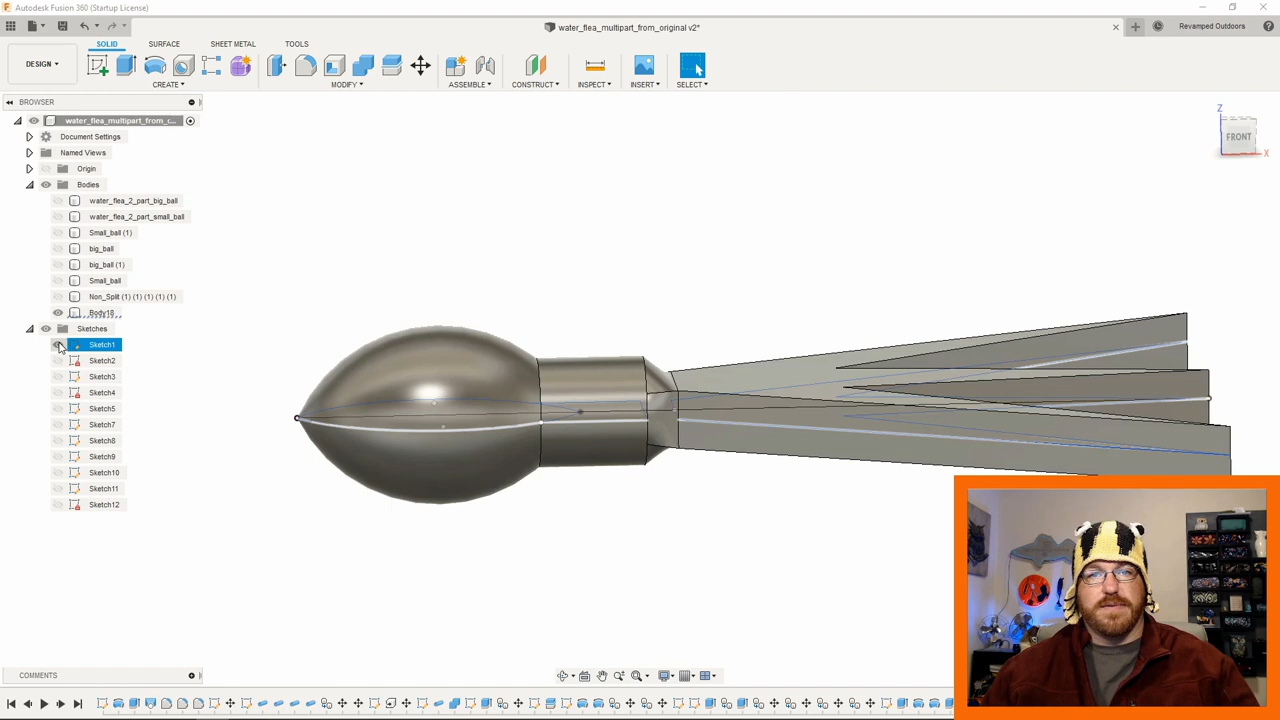 Autodesk Fusion 360 (Startup License)
water_flea_multipart_from_original v2*
Revamped Outdoors
SOLID SURFACE SHEET METAL TOOLS
DESIGN
CREATE MODIFY ASSEMBLE CONSTRUCT INSPECT INSERT SELECT
BROWSER
water_flea_multipart_from_c...
Document Settings
Named Views
Origin
Bodies
water_flea_2_part_big_ball
water_flea_2_part_small_ball
Small_ball (1)
big_ball
big_ball (1)
Small_ball
Non_Split (1) (1) (1) (1) (1)
Body18
Sketches
Sketch1
Sketch2
Sketch3
Sketch4
Sketch5
Sketch7
Sketch8
Sketch9
Sketch10
Sketch11
Sketch12
Z
FRONT
X
COMMENTS